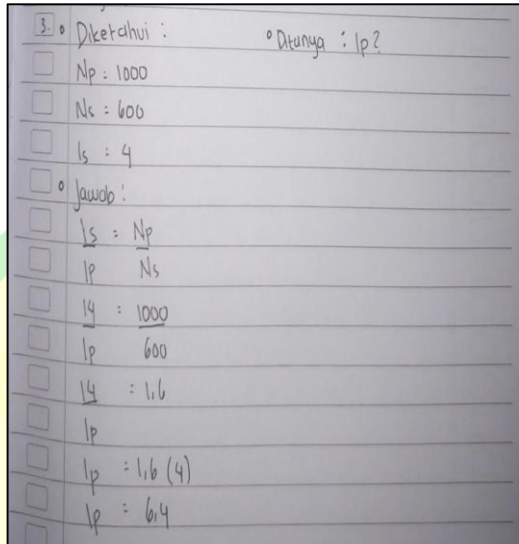 3. • Diketahui : • Ditanya : Ip?
Np : 1000
Ns : 600
Is : 4
• Jawab :
Is : Np
Ip Ns
I4 : 1000
Ip 600
I4 : 1,6
Ip
Ip : 1,6 (4)
Ip : 6,4